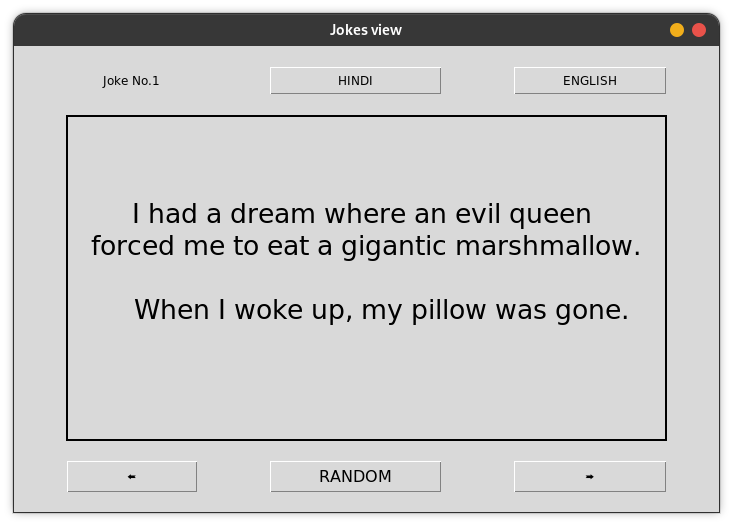 Jokes view
Joke No.1
HINDI
ENGLISH
I had a dream where an evil queen
forced me to eat a gigantic marshmallow.
When I woke up, my pillow was gone.
⬅
RANDOM
➡